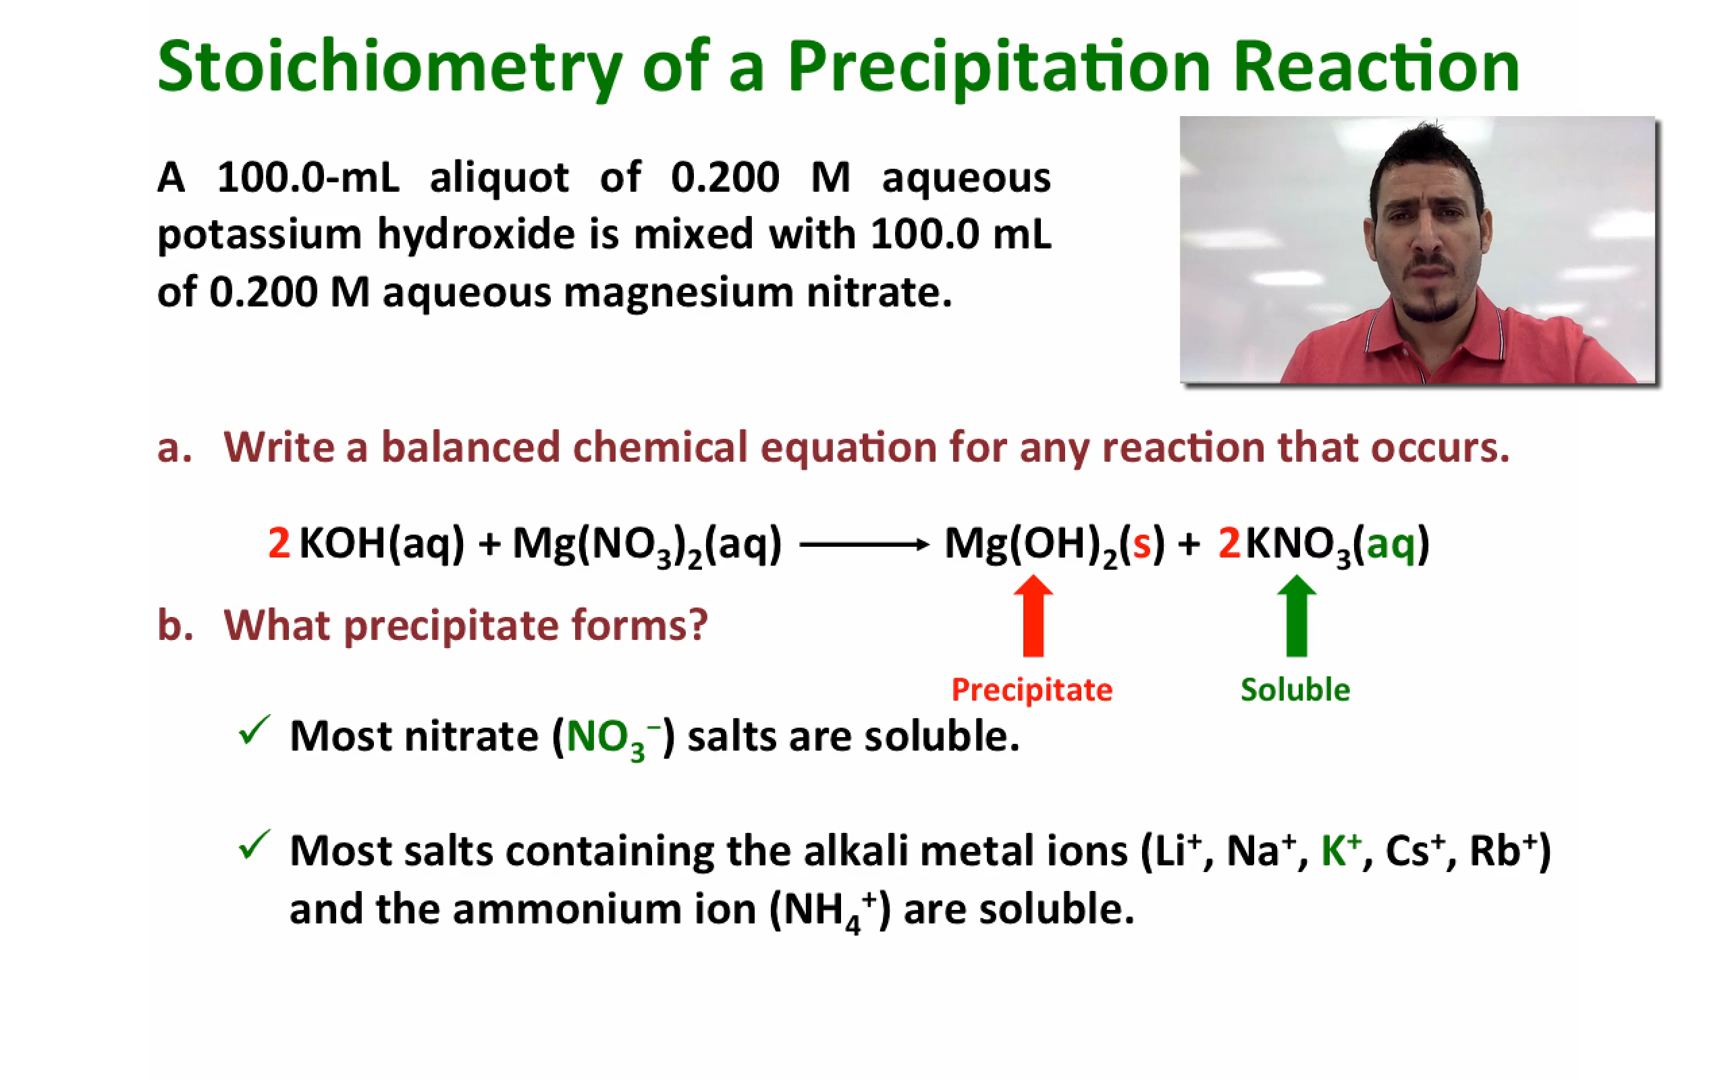 Stoichiometry of a Precipitation Reaction
A 100.0-mL aliquot of 0.200 M aqueous
potassium hydroxide is mixed with 100.0 mL
of 0.200 M aqueous magnesium nitrate.
a. Write a balanced chemical equation for any reaction that occurs.
2 KOH(aq) + Mg(NO₃)₂(aq) ⟶ Mg(OH)₂(s) + 2KNO₃(aq)
b. What precipitate forms?
Precipitate Soluble
✓ Most nitrate (NO₃⁻) salts are soluble.
✓ Most salts containing the alkali metal ions (Li⁺, Na⁺, K⁺, Cs⁺, Rb⁺)
and the ammonium ion (NH₄⁺) are soluble.